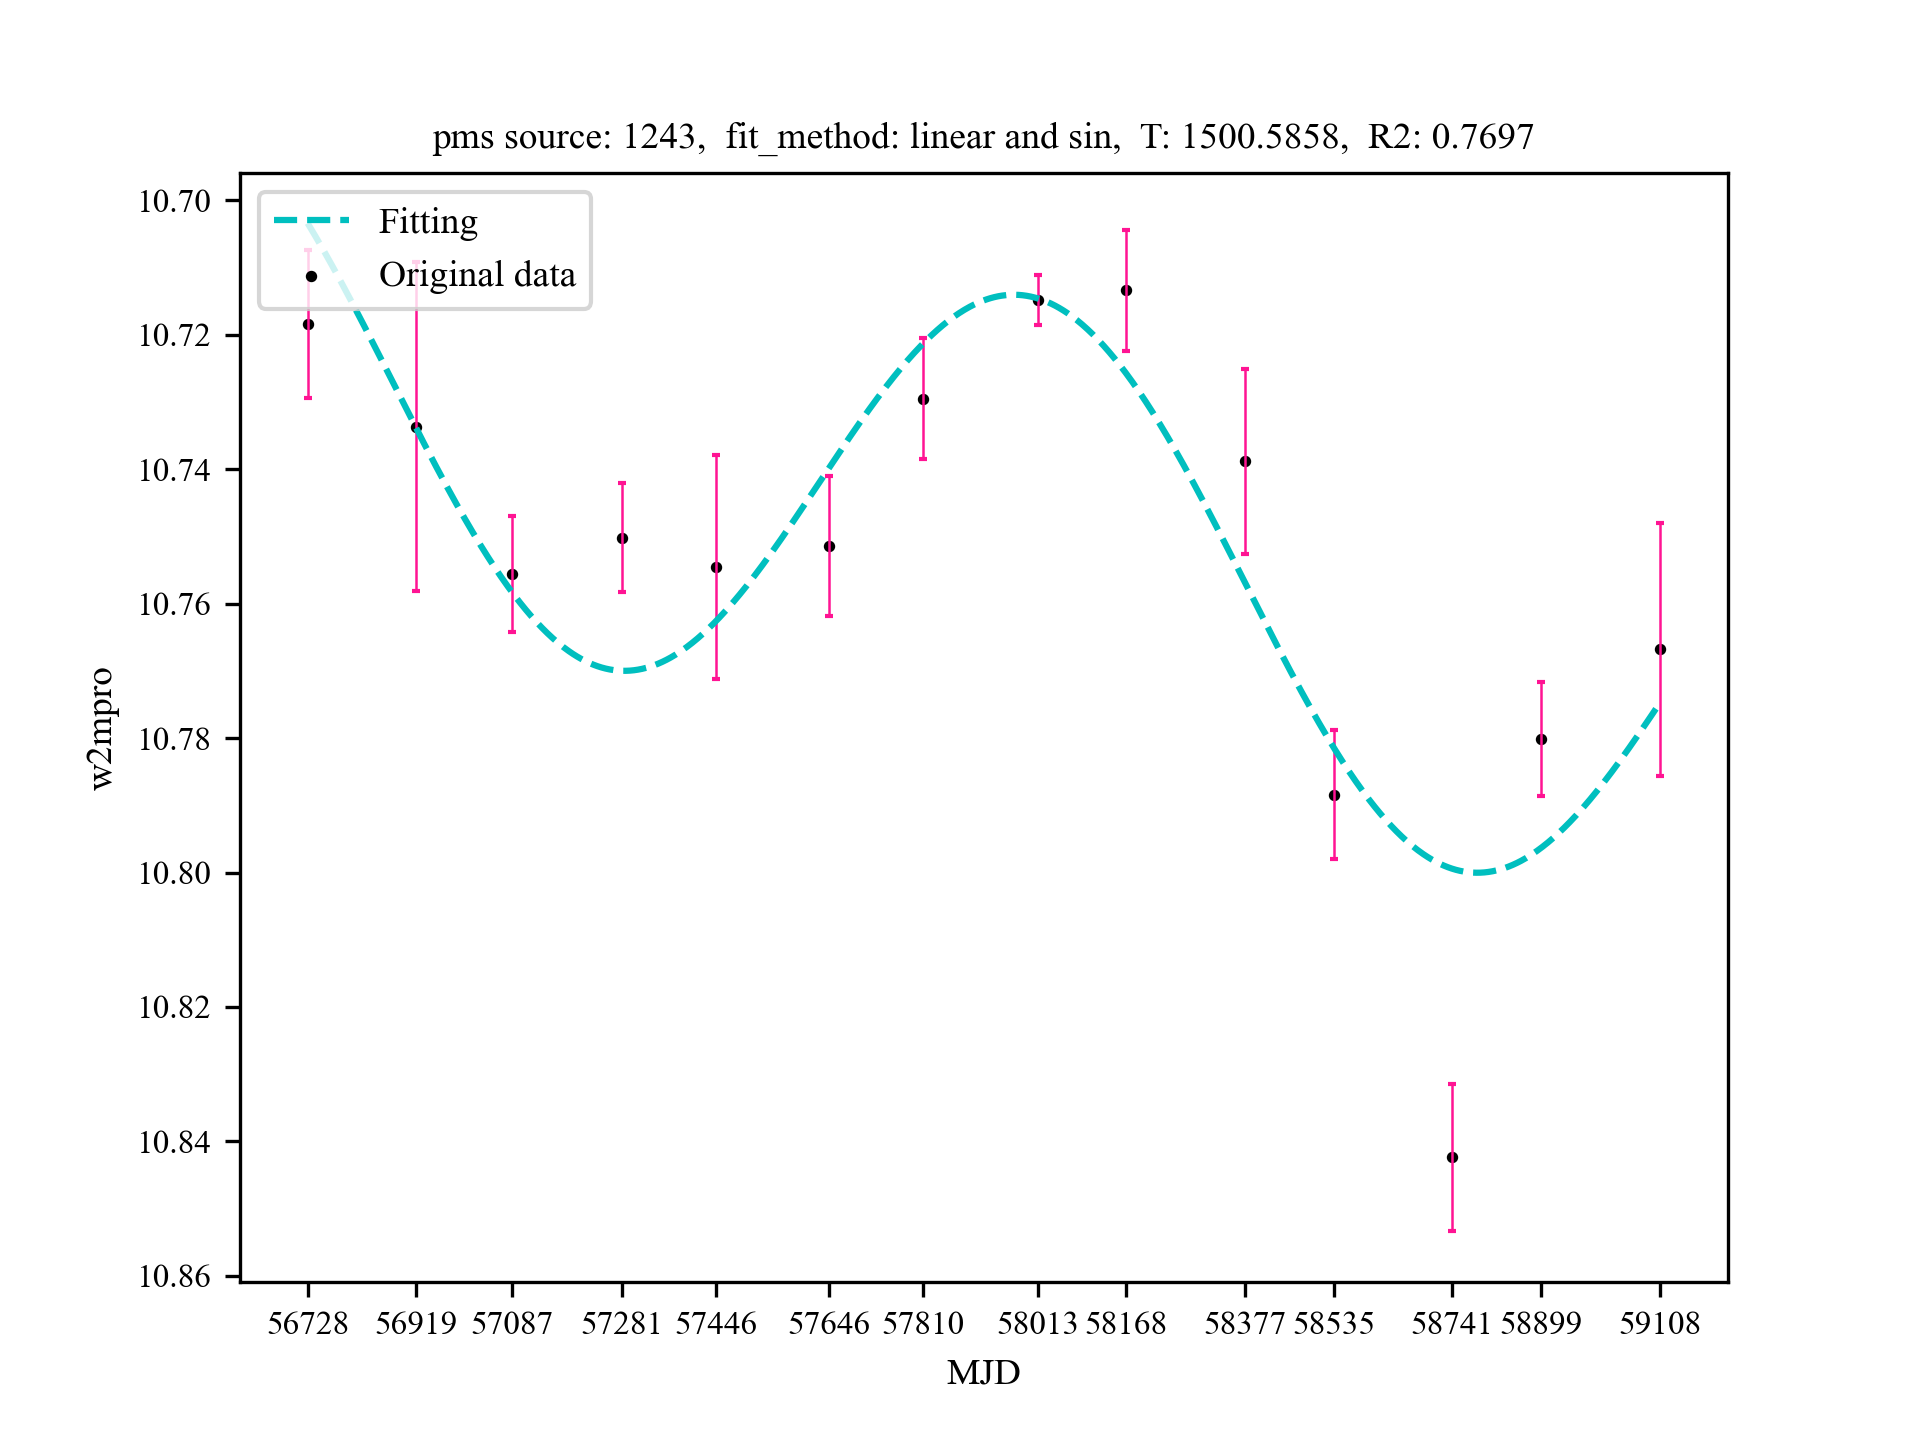 pms source: 1243,  fit_method: linear and sin,  T: 1500.5858,  R2: 0.7697
Fitting
Original data
10.70
10.72
10.74
10.76
10.78
10.80
10.82
10.84
10.86
w2mpro
56728 56919 57087 57281 57446 57646 57810 58013 58168 58377 58535 58741 58899 59108
MJD